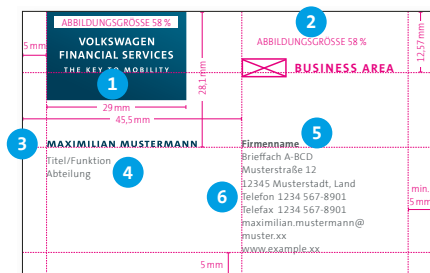 ABBILDUNGSGRÖSSE 58 %
VOLKSWAGEN
FINANCIAL SERVICES
THE KEY TO MOBILITY
1
2
ABBILDUNGSGRÖSSE 58 %
BUSINESS AREA
5 mm
28,1 mm
12,57 mm
29 mm
45,5 mm
3
MAXIMILIAN MUSTERMANN
Titel/Funktion
Abteilung
4
5
Firmenname
Brieffach A-BCD
Musterstraße 12
12345 Musterstadt, Land
6
Telefon 1234 567-8901
Telefax 1234 567-8901
maximilian.mustermann@
muster.xx
www.example.xx
min.
5 mm
5 mm